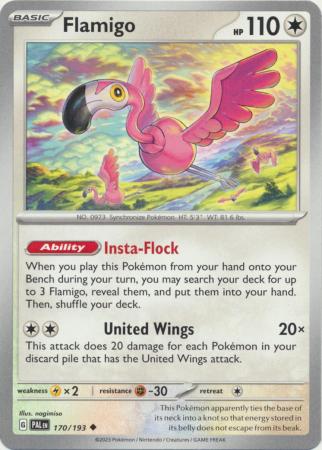 BASIC
Flamigo
HP 110
NO. 0973 Synchronize Pokémon HT: 5'3" WT: 81.6 lbs.
Ability Insta-Flock
When you play this Pokémon from your hand onto your
Bench during your turn, you may search your deck for up
to 3 Flamigo, reveal them, and put them into your hand.
Then, shuffle your deck.
United Wings 20×
This attack does 20 damage for each Pokémon in your
discard pile that has the United Wings attack.
weakness ×2 resistance -30 retreat
Illus. nagimiso
G PAL EN 170/193
©2023 Pokémon / Nintendo / Creatures / GAME FREAK
This Pokémon apparently ties the base
of its neck into a knot so that energy stored in
its belly does not escape from its beak.